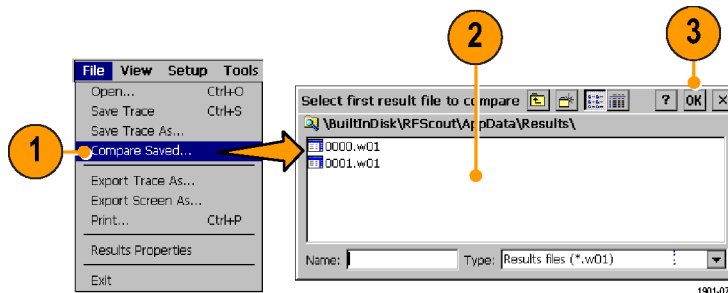 1
File View Setup Tools
Open... Ctrl+O
Save Trace Ctrl+S
Save Trace As...
Compare Saved...
Export Trace As...
Export Screen As...
Print... Ctrl+P
Results Properties
Exit
2
3
Select first result file to compare ? OK ×
\BuiltInDisk\RFScout\AppData\Results\
0000.w01
0001.w01
Name: Type: Results files (*.w01)
1901-07